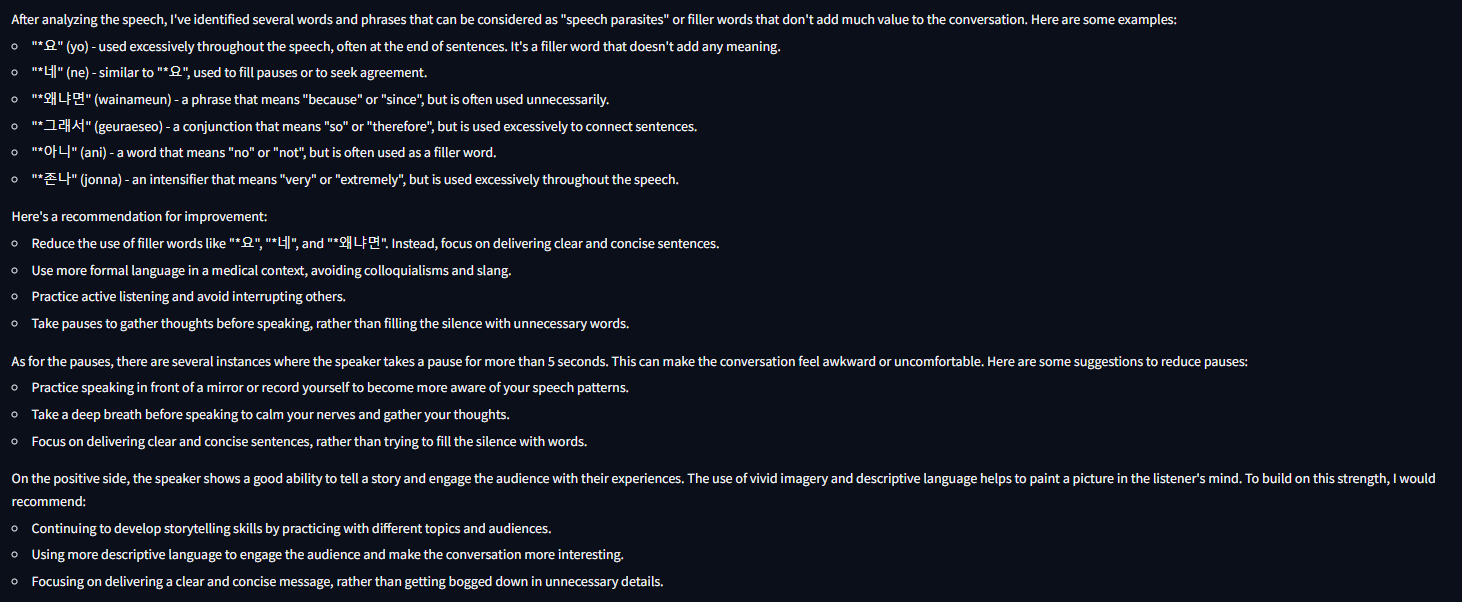 After analyzing the speech, I've identified several words and phrases that can be considered as "speech parasites" or filler words that don't add much value to the conversation. Here are some examples:
○ "*요" (yo) - used excessively throughout the speech, often at the end of sentences. It's a filler word that doesn't add any meaning.
○ "*네" (ne) - similar to "*요", used to fill pauses or to seek agreement.
○ "*왜냐면" (wainameun) - a phrase that means "because" or "since", but is often used unnecessarily.
○ "*그래서" (geuraeseo) - a conjunction that means "so" or "therefore", but is used excessively to connect sentences.
○ "*아니" (ani) - a word that means "no" or "not", but is often used as a filler word.
○ "*존나" (jonna) - an intensifier that means "very" or "extremely", but is used excessively throughout the speech.
Here's a recommendation for improvement:
○ Reduce the use of filler words like "*요", "*네", and "*왜냐면". Instead, focus on delivering clear and concise sentences.
○ Use more formal language in a medical context, avoiding colloquialisms and slang.
○ Practice active listening and avoid interrupting others.
○ Take pauses to gather thoughts before speaking, rather than filling the silence with unnecessary words.
As for the pauses, there are several instances where the speaker takes a pause for more than 5 seconds. This can make the conversation feel awkward or uncomfortable. Here are some suggestions to reduce pauses:
○ Practice speaking in front of a mirror or record yourself to become more aware of your speech patterns.
○ Take a deep breath before speaking to calm your nerves and gather your thoughts.
○ Focus on delivering clear and concise sentences, rather than trying to fill the silence with words.
On the positive side, the speaker shows a good ability to tell a story and engage the audience with their experiences. The use of vivid imagery and descriptive language helps to paint a picture in the listener's mind. To build on this strength, I would
recommend:
○ Continuing to develop storytelling skills by practicing with different topics and audiences.
○ Using more descriptive language to engage the audience and make the conversation more interesting.
○ Focusing on delivering a clear and concise message, rather than getting bogged down in unnecessary details.